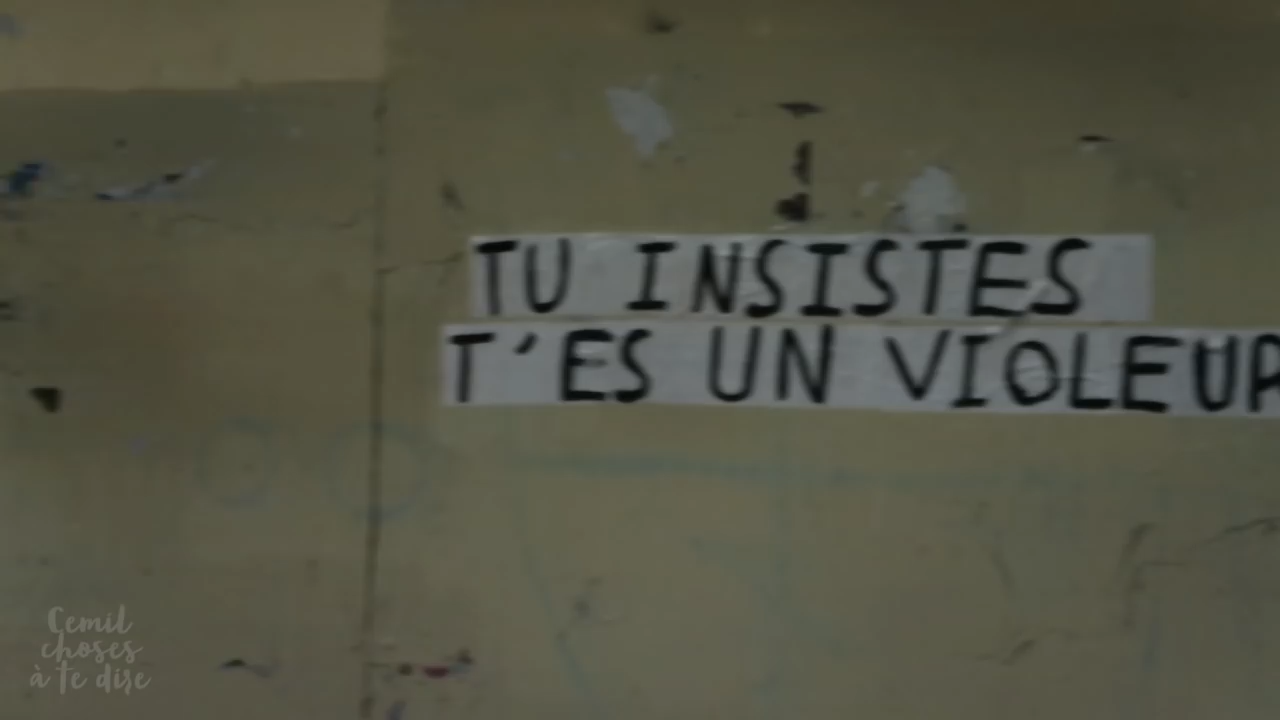 TU INSISTES
T'ES UN VIOLEUR
Cemil
choses
à te dire